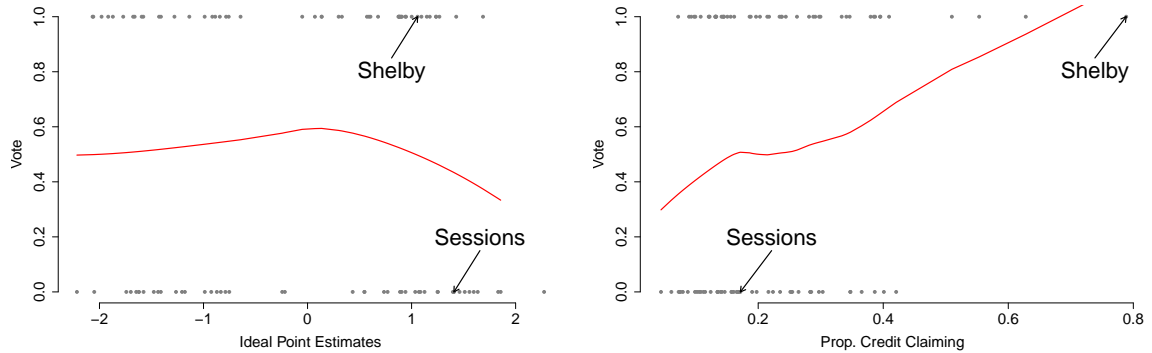 1.0
0.8
0.6
0.4
0.2
0.0
Vote
Shelby
Sessions
−2 −1 0 1 2
Ideal Point Estimates
1.0
0.8
0.6
0.4
0.2
0.0
Vote
Shelby
Sessions
0.2 0.4 0.6 0.8
Prop. Credit Claiming